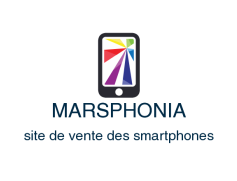 MARSPHONIA
site de vente des smartphones